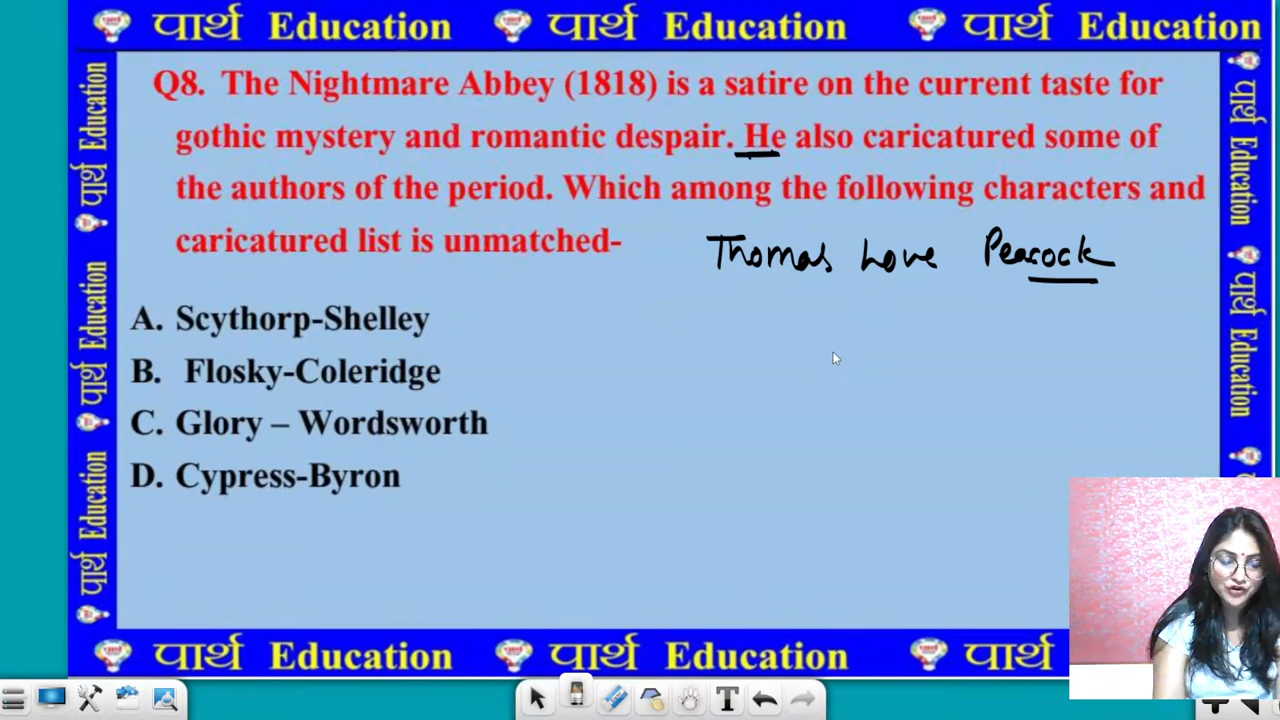 पार्थ Education पार्थ Education पार्थ Education
पार्थ Education
पार्थ Education
पार्थ Education
Q8. The Nightmare Abbey (1818) is a satire on the current taste for
gothic mystery and romantic despair. He also caricatured some of
the authors of the period. Which among the following characters and
caricatured list is unmatched-
Thomas Love Peacock
A. Scythorp-Shelley
B. Flosky-Coleridge
C. Glory – Wordsworth
D. Cypress-Byron
पार्थ Education
पार्थ Education
पार्थ Education पार्थ Education पार्थ